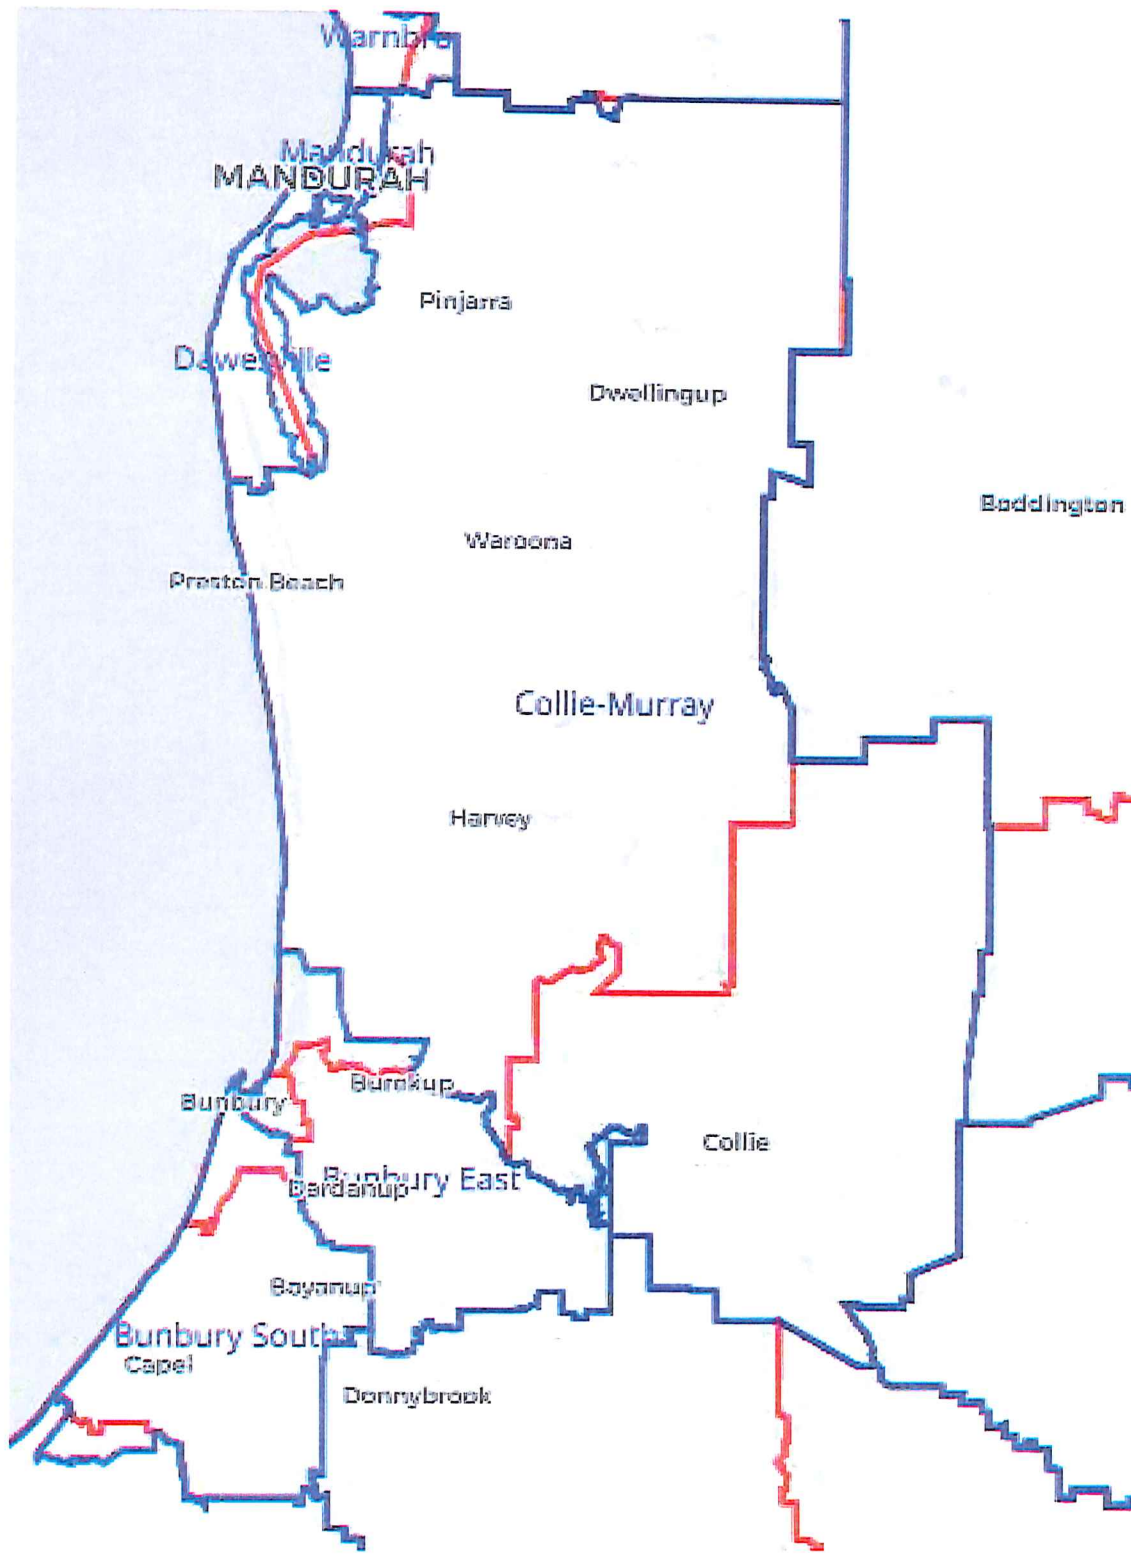 Warnbro
Mandurah
MANDURAH
Pinjarra
Dawesville
Dwellingup
Boddington
Waroona
Preston Beach
Collie-Murray
Harvey
Burekup
Bunbury
Collie
Bunbury East
Dardanup
Boyanup
Bunbury South
Capel
Donnybrook